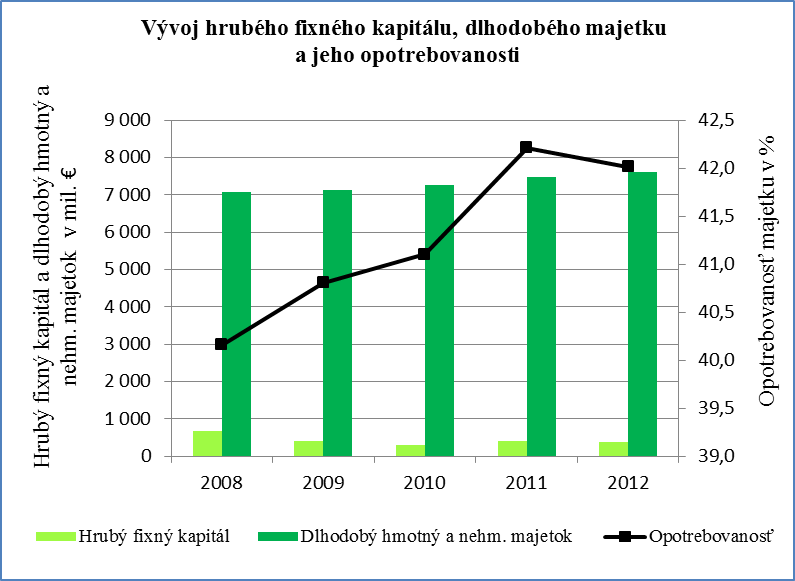 Vývoj hrubého fixného kapitálu, dlhodobého majetku
a jeho opotrebovanosti
Hrubý fixný kapitál a dlhodobý hmotný a
nehm. majetok v mil. €
9 000
8 000
7 000
6 000
5 000
4 000
3 000
2 000
1 000
0
42,5
42,0
41,5
41,0
40,5
40,0
39,5
39,0
Opotrebovanosť majetku v %
2008 2009 2010 2011 2012
Hrubý fixný kapitál Dlhodobý hmotný a nehm. majetok Opotrebovanosť